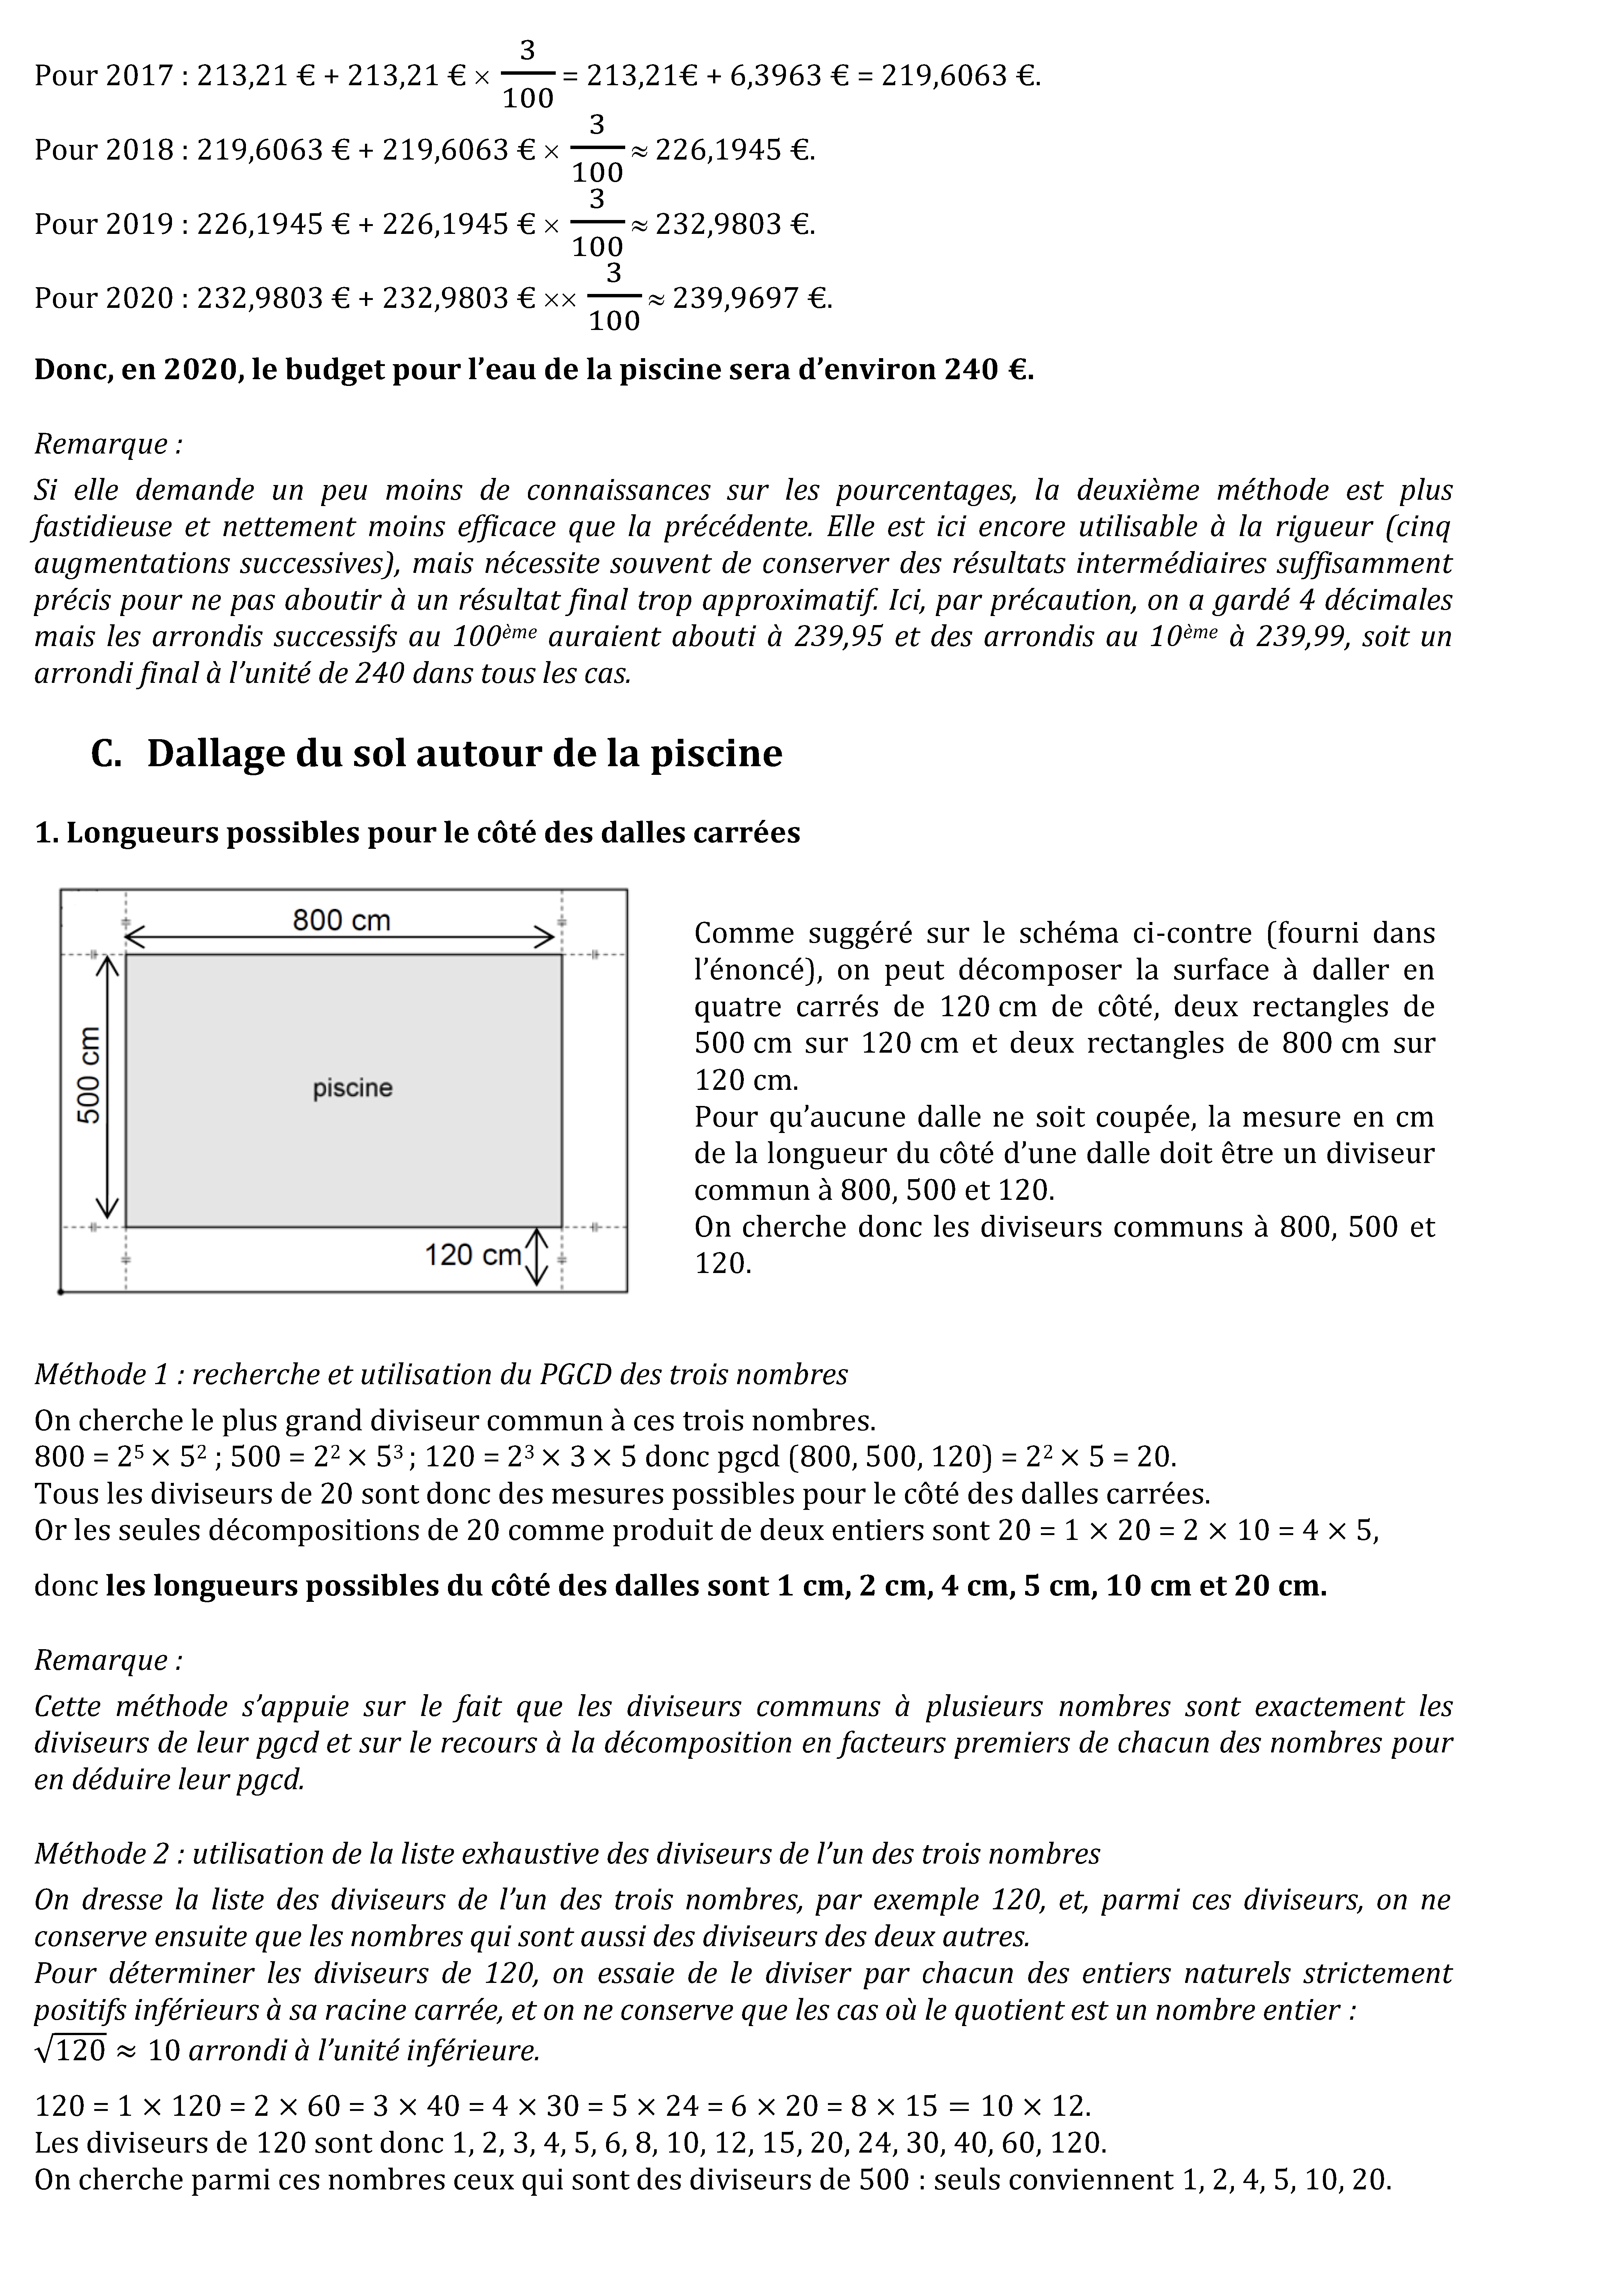 Pour 2017 : 213,21 € + 213,21 € × 3/100 = 213,21€ + 6,3963 € = 219,6063 €.
Pour 2018 : 219,6063 € + 219,6063 € × 3/100 ≈ 226,1945 €.
Pour 2019 : 226,1945 € + 226,1945 € × 3/100 ≈ 232,9803 €.
Pour 2020 : 232,9803 € + 232,9803 € ×× 3/100 ≈ 239,9697 €.
Donc, en 2020, le budget pour l’eau de la piscine sera d’environ 240 €.
Remarque :
Si elle demande un peu moins de connaissances sur les pourcentages, la deuxième méthode est plus
fastidieuse et nettement moins efficace que la précédente. Elle est ici encore utilisable à la rigueur (cinq
augmentations successives), mais nécessite souvent de conserver des résultats intermédiaires suffisamment
précis pour ne pas aboutir à un résultat final trop approximatif. Ici, par précaution, on a gardé 4 décimales
mais les arrondis successifs au 100ème auraient abouti à 239,95 et des arrondis au 10ème à 239,99, soit un
arrondi final à l’unité de 240 dans tous les cas.
C. Dallage du sol autour de la piscine
1. Longueurs possibles pour le côté des dalles carrées
800 cm
500 cm
piscine
120 cm
Comme suggéré sur le schéma ci-contre (fourni dans
l’énoncé), on peut décomposer la surface à daller en
quatre carrés de 120 cm de côté, deux rectangles de
500 cm sur 120 cm et deux rectangles de 800 cm sur
120 cm.
Pour qu’aucune dalle ne soit coupée, la mesure en cm
de la longueur du côté d’une dalle doit être un diviseur
commun à 800, 500 et 120.
On cherche donc les diviseurs communs à 800, 500 et
120.
Méthode 1 : recherche et utilisation du PGCD des trois nombres
On cherche le plus grand diviseur commun à ces trois nombres.
800 = 2⁵ × 5² ; 500 = 2² × 5³ ; 120 = 2³ × 3 × 5 donc pgcd (800, 500, 120) = 2² × 5 = 20.
Tous les diviseurs de 20 sont donc des mesures possibles pour le côté des dalles carrées.
Or les seules décompositions de 20 comme produit de deux entiers sont 20 = 1 × 20 = 2 × 10 = 4 × 5,
donc les longueurs possibles du côté des dalles sont 1 cm, 2 cm, 4 cm, 5 cm, 10 cm et 20 cm.
Remarque :
Cette méthode s’appuie sur le fait que les diviseurs communs à plusieurs nombres sont exactement les
diviseurs de leur pgcd et sur le recours à la décomposition en facteurs premiers de chacun des nombres pour
en déduire leur pgcd.
Méthode 2 : utilisation de la liste exhaustive des diviseurs de l’un des trois nombres
On dresse la liste des diviseurs de l’un des trois nombres, par exemple 120, et, parmi ces diviseurs, on ne
conserve ensuite que les nombres qui sont aussi des diviseurs des deux autres.
Pour déterminer les diviseurs de 120, on essaie de le diviser par chacun des entiers naturels strictement
positifs inférieurs à sa racine carrée, et on ne conserve que les cas où le quotient est un nombre entier :
√120 ≈ 10 arrondi à l’unité inférieure.
120 = 1 × 120 = 2 × 60 = 3 × 40 = 4 × 30 = 5 × 24 = 6 × 20 = 8 × 15 = 10 × 12.
Les diviseurs de 120 sont donc 1, 2, 3, 4, 5, 6, 8, 10, 12, 15, 20, 24, 30, 40, 60, 120.
On cherche parmi ces nombres ceux qui sont des diviseurs de 500 : seuls conviennent 1, 2, 4, 5, 10, 20.